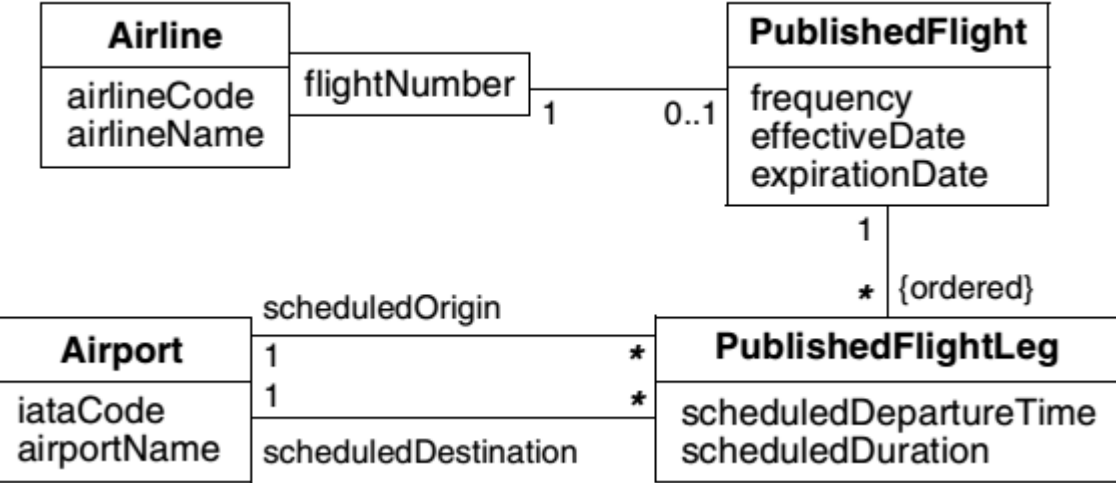 Airline
airlineCode
airlineName
flightNumber
1
0..1
PublishedFlight
frequency
effectiveDate
expirationDate
1
* {ordered}
scheduledOrigin
1
*
1
*
scheduledDestination
Airport
iataCode
airportName
PublishedFlightLeg
scheduledDepartureTime
scheduledDuration